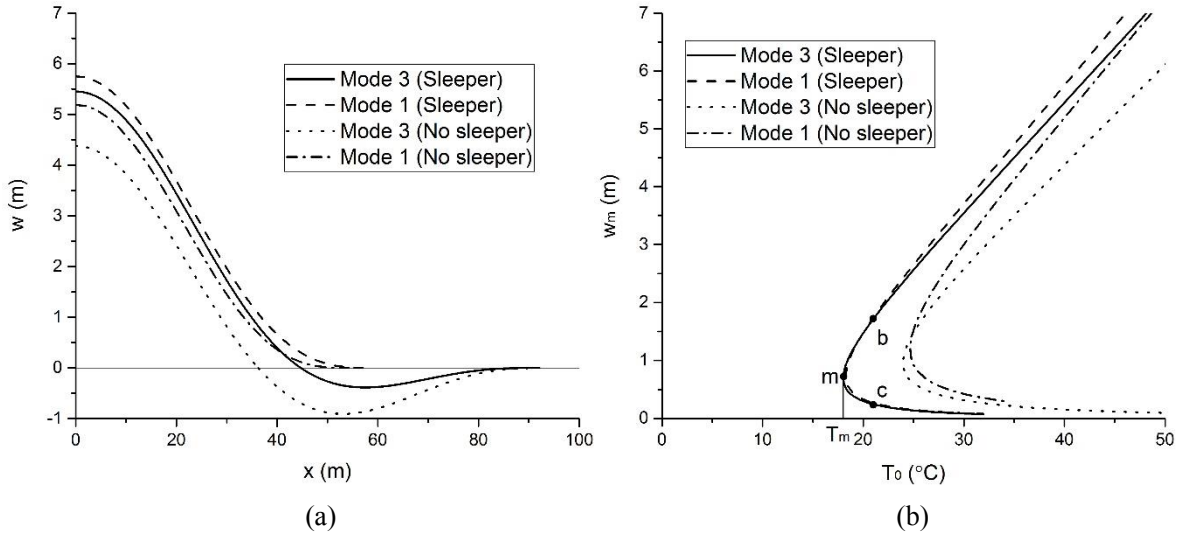 7
6
5
4
3
2
1
0
-1
w (m)
Mode 3 (Sleeper)
Mode 1 (Sleeper)
Mode 3 (No sleeper)
Mode 1 (No sleeper)
0 20 40 60 80 100
x (m)
(a)
7
6
5
4
3
2
1
0
wm (m)
Mode 3 (Sleeper)
Mode 1 (Sleeper)
Mode 3 (No sleeper)
Mode 1 (No sleeper)
b
m
c
Tm
0 10 20 30 40 50
T0 (°C)
(b)